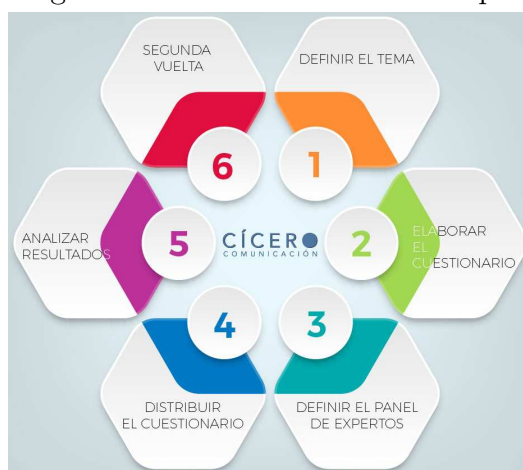 SEGUNDA
VUELTA
DEFINIR EL TEMA
6
1
ANALIZAR
RESULTADOS
5
CÍCERO
COMUNICACIÓN
2
ELABORAR
EL
CUESTIONARIO
4
3
DISTRIBUIR
EL CUESTIONARIO
DEFINIR EL PANEL
DE EXPERTOS